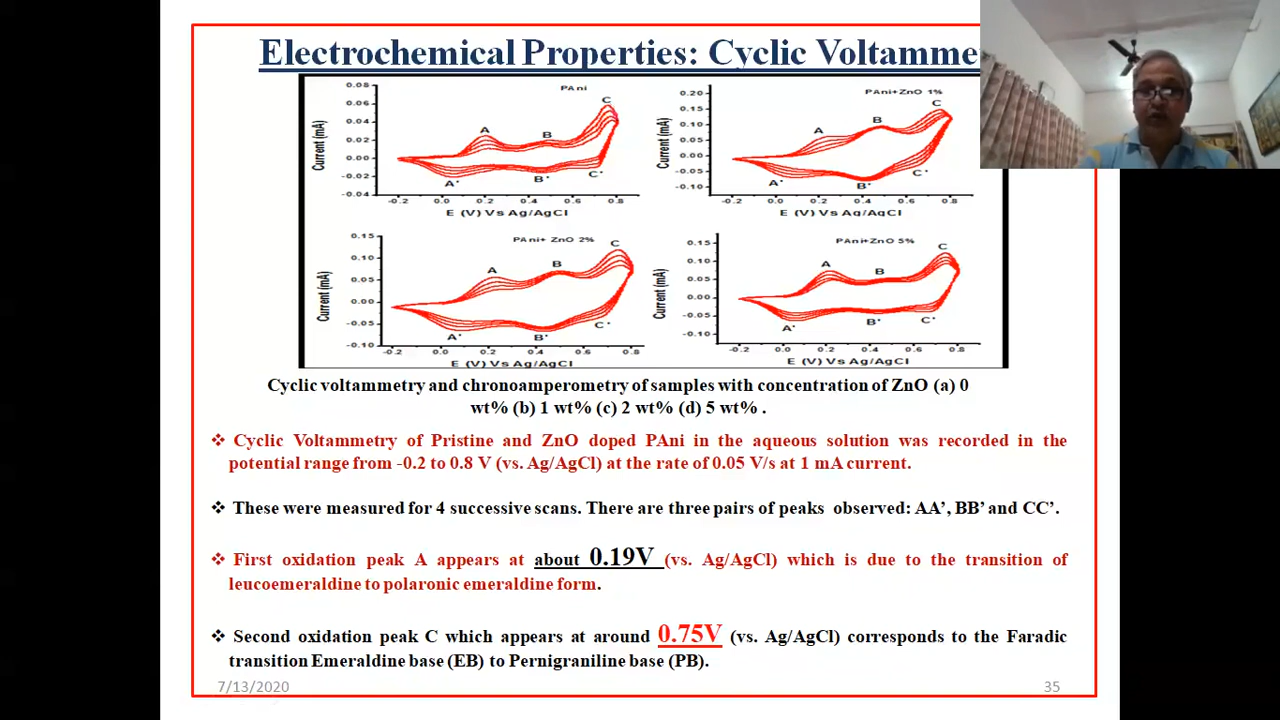 Electrochemical Properties: Cyclic Voltamme
PAni
0.08
0.06
0.04
0.02
0.00
-0.02
-0.04
Current (mA)
A
B
C
A'
B'
C'
-0.2 0.0 0.2 0.4 0.6 0.8
E (V) Vs Ag/AgCl
PAni+ZnO 1%
0.20
0.15
0.10
0.05
0.00
-0.05
-0.10
Current (mA)
A
B
C
A'
B'
C'
-0.2 0.0 0.2 0.4 0.6 0.8
E (V) Vs Ag/AgCl
PAni+ ZnO 2%
0.15
0.10
0.05
0.00
-0.05
-0.10
Current (mA)
A
B
C
A'
B'
C'
-0.2 0.0 0.2 0.4 0.6 0.8
E (V) Vs Ag/AgCl
PAni+ZnO 5%
0.15
0.10
0.05
0.00
-0.05
-0.10
Current (mA)
A
B
C
A'
B'
C'
-0.2 0.0 0.2 0.4 0.6 0.8
E (V) Vs Ag/AgCl
Cyclic voltammetry and chronoamperometry of samples with concentration of ZnO (a) 0
wt% (b) 1 wt% (c) 2 wt% (d) 5 wt% .
❖ Cyclic Voltammetry of Pristine and ZnO doped PAni in the aqueous solution was recorded in the
potential range from -0.2 to 0.8 V (vs. Ag/AgCl) at the rate of 0.05 V/s at 1 mA current.
❖ These were measured for 4 successive scans. There are three pairs of peaks observed: AA’, BB’ and CC’.
❖ First oxidation peak A appears at about 0.19V (vs. Ag/AgCl) which is due to the transition of
leucoemeraldine to polaronic emeraldine form.
❖ Second oxidation peak C which appears at around 0.75V (vs. Ag/AgCl) corresponds to the Faradic
transition Emeraldine base (EB) to Pernigraniline base (PB).
7/13/2020
35